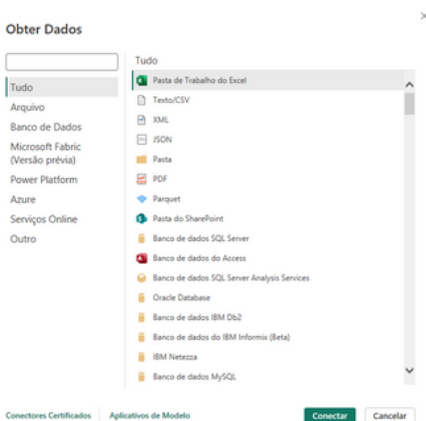 Obter Dados
Tudo
Tudo
Arquivo
Banco de Dados
Microsoft Fabric
(Versão prévia)
Power Platform
Azure
Serviços Online
Outro
Pasta de Trabalho do Excel
Texto/CSV
XML
JSON
Pasta
PDF
Parquet
Pasta do SharePoint
Banco de dados SQL Server
Banco de dados do Access
Banco de dados SQL Server Analysis Services
Oracle Database
Banco de dados IBM Db2
Banco de dados do IBM Informix (Beta)
IBM Netezza
Banco de dados MySQL
Conectores Certificados
Aplicativos de Modelo
Conectar
Cancelar